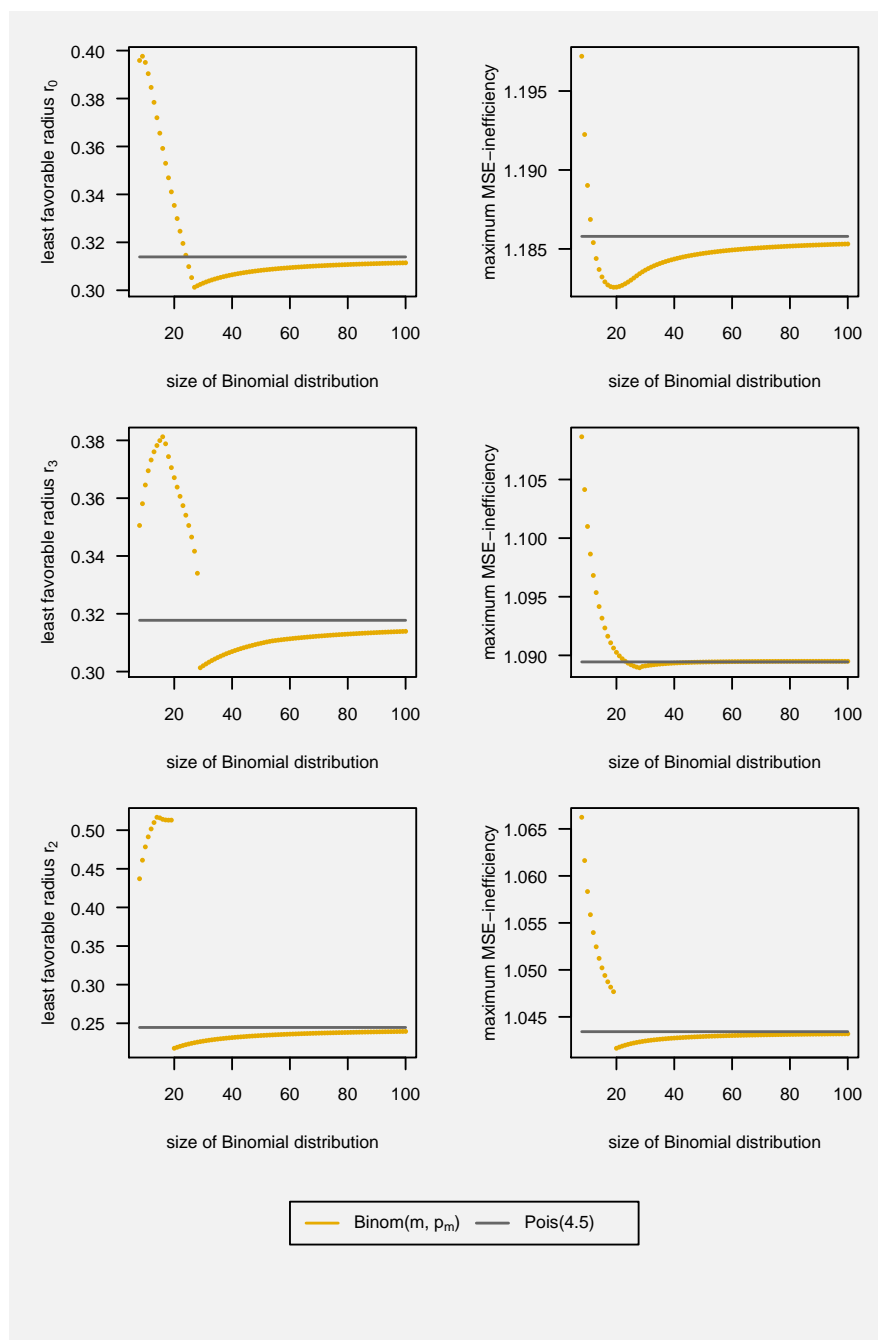 least favorable radius r0
0.40
0.38
0.36
0.34
0.32
0.30
20 40 60 80 100
size of Binomial distribution
maximum MSE−inefficiency
1.195
1.190
1.185
20 40 60 80 100
size of Binomial distribution
least favorable radius r3
0.38
0.36
0.34
0.32
0.30
20 40 60 80 100
size of Binomial distribution
maximum MSE−inefficiency
1.105
1.100
1.095
1.090
20 40 60 80 100
size of Binomial distribution
least favorable radius r2
0.50
0.45
0.40
0.35
0.30
0.25
20 40 60 80 100
size of Binomial distribution
maximum MSE−inefficiency
1.065
1.060
1.055
1.050
1.045
20 40 60 80 100
size of Binomial distribution
Binom(m, pm) Pois(4.5)